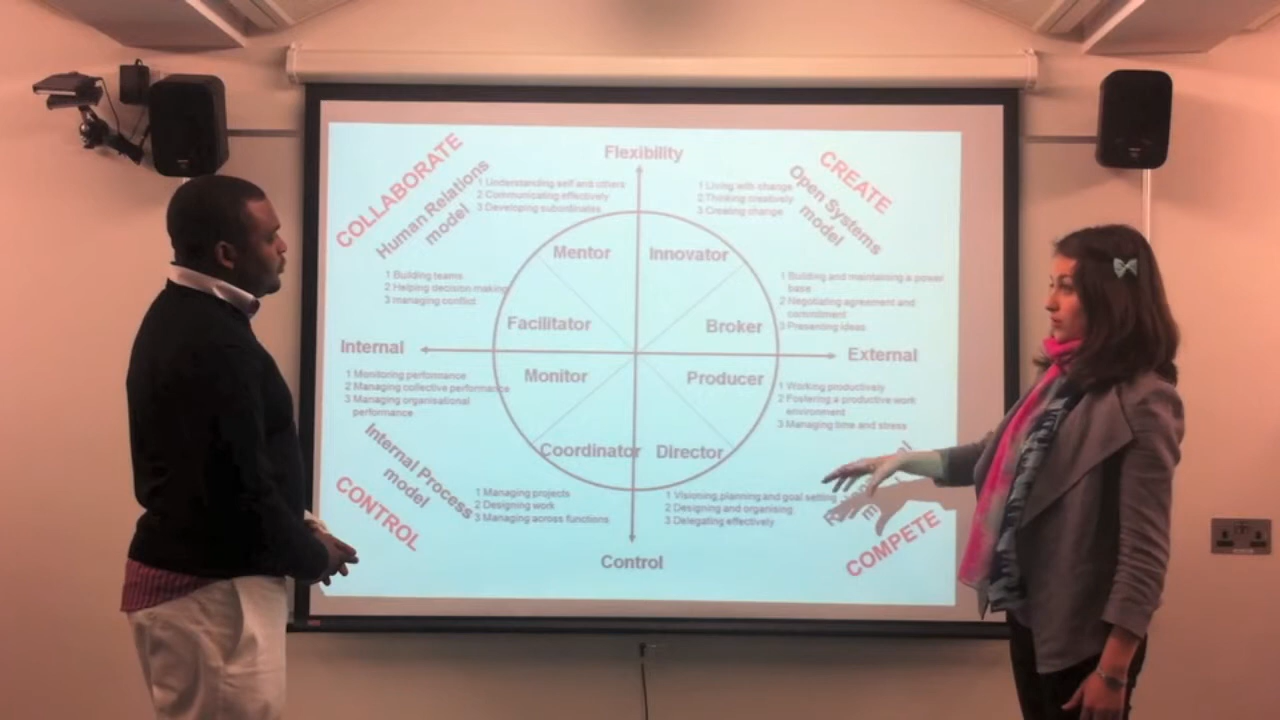 Flexibility
COLLABORATE
Human Relations
model
1 Understanding self and others
2 Communicating effectively
3 Developing subordinates
1 Living with change
2 Thinking creatively
3 Creating change
CREATE
Open Systems
model
Mentor
Innovator
1 Building teams
2 Helping decision making
3 managing conflict
1 Building and maintaining a power
base
2 Negotiating agreement and
commitment
3 Presenting ideas
Facilitator
Broker
Internal
External
1 Monitoring performance
2 Managing collective performance
3 Managing organisational
performance
Monitor
Producer
1 Working productively
2 Fostering a productive work
environment
3 Managing time and stress
Coordinator
Director
Internal Process
model
CONTROL
1 Managing projects
2 Designing work
3 Managing across functions
1 Visioning, planning and goal setting
2 Designing and organising
3 Delegating effectively
COMPETE
Control